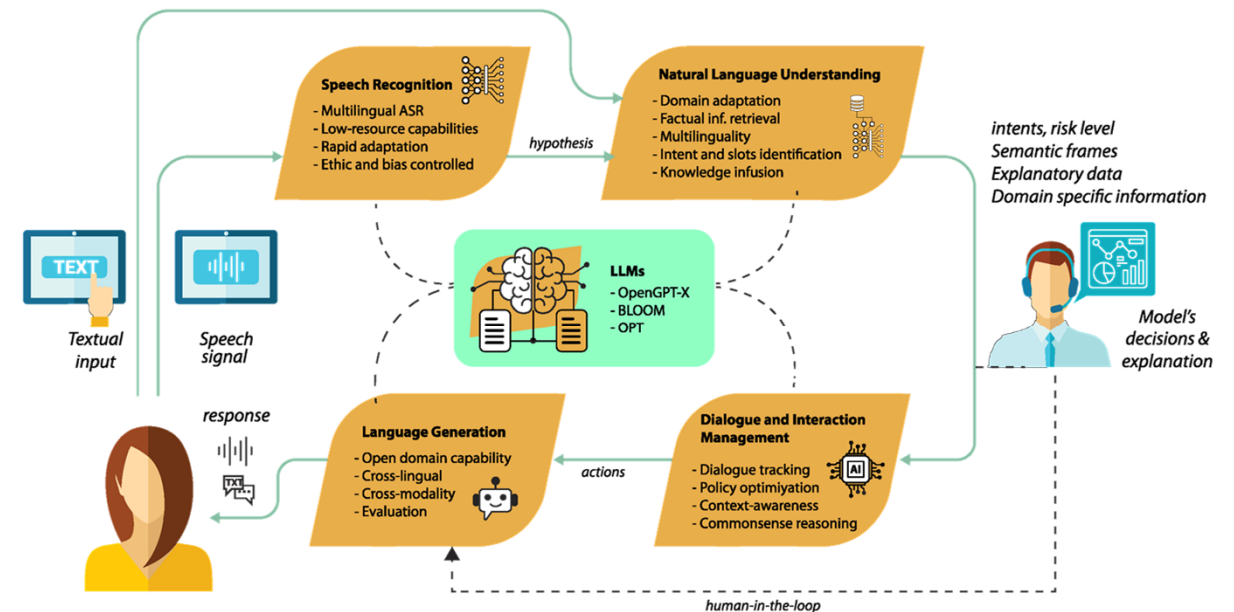 Speech Recognition
- Multilingual ASR
- Low-resource capabilities
- Rapid adaptation
- Ethic and bias controlled
hypothesis
Natural Language Understanding
- Domain adaptation
- Factual inf. retrieval
- Multilinguality
- Intent and slots identification
- Knowledge infusion
intents, risk level
Semantic frames
Explanatory data
Domain specific information
TEXT
Textual
input
Speech
signal
LLMs
- OpenGPT-X
- BLOOM
- OPT
Model's
decisions &
explanation
response
TXT
Language Generation
- Open domain capability
- Cross-lingual
- Cross-modality
- Evaluation
actions
Dialogue and Interaction
Management
- Dialogue tracking
- Policy optimiyation
- Context-awareness
- Commonsense reasoning
AI
human-in-the-loop